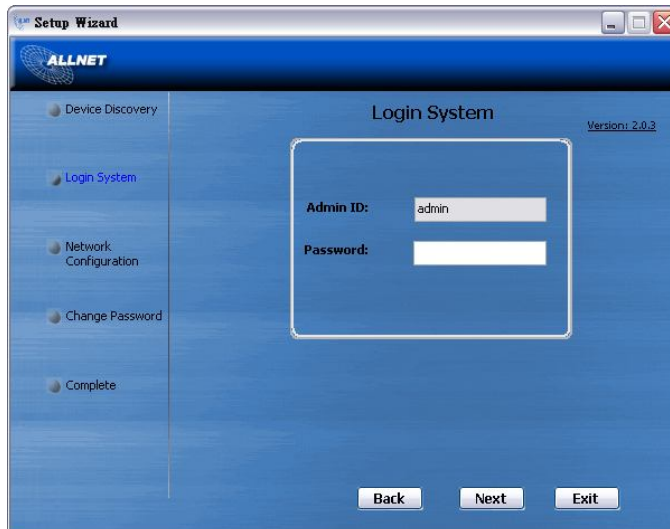 Setup Wizard
ALLNET
Device Discovery
Login System
Version: 2.0.3
Login System
Admin ID:
admin
Network
Configuration
Password:
Change Password
Complete
Back
Next
Exit